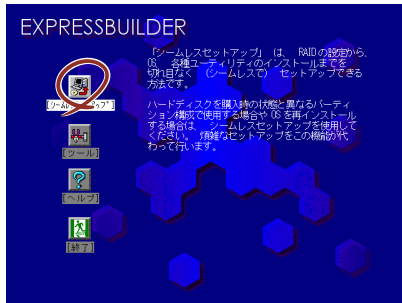 EXPRESSBUILDER
「シームレスセットアップ」 は、 RAIDの設定から、
OS 各種ユーティリティのインストールまでを
切れ目なく (シームレスで) セットアップできる
方法です。
ハードディスクを購入時の状態と異なるパーティ
ション構成で使用する場合や OS を再インストール
する場合は、 シームレスセットアップを使用して
ください。 煩雑なセットアップをこの機能が代
わって行います。
[ツール]
[ヘルプ]
[終了]